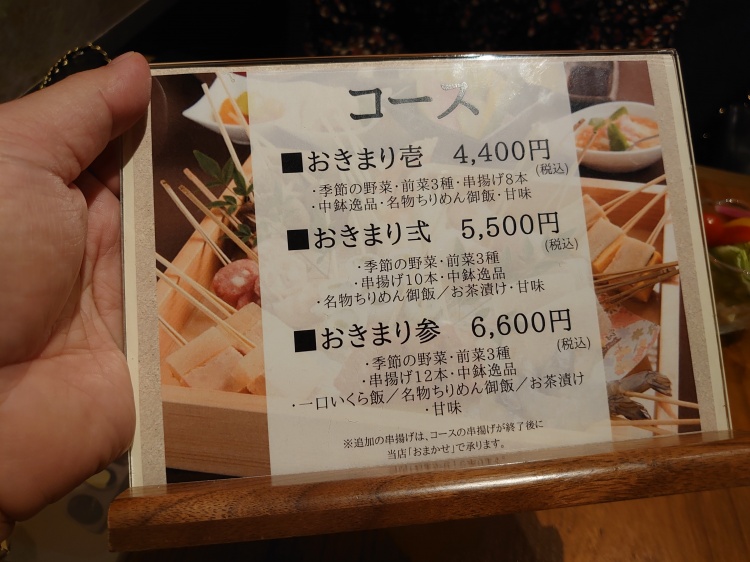 コース
■おきまり壱 4,400円
(税込)
・季節の野菜・前菜3種・串揚げ8本
・中鉢逸品・名物ちりめん御飯・甘味
■おきまり弍 5,500円
(税込)
・季節の野菜・前菜3種
・串揚げ10本・中鉢逸品
・名物ちりめん御飯／お茶漬け・甘味
■おきまり参 6,600円
(税込)
・季節の野菜・前菜3種
・串揚げ12本・中鉢逸品
・一口いくら飯／名物ちりめん御飯／お茶漬け
・甘味
※追加の串揚げは、コースの串揚げが終了後に
当店「おまかせ」で承ります。